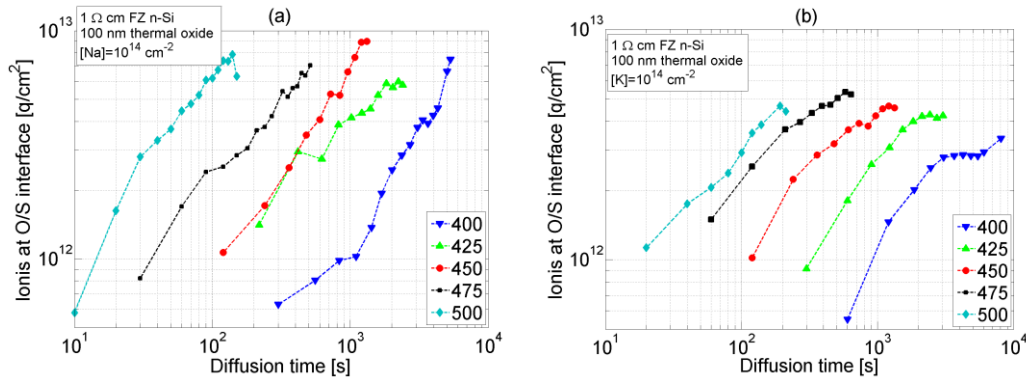 (a)
1 Ω cm FZ n-Si
100 nm thermal oxide
[Na]=10^14 cm^-2
Ionis at O/S interface [q/cm^2]
10^13
10^12
400
425
450
475
500
10^1
10^2
10^3
10^4
Diffusion time [s]
(b)
1 Ω cm FZ n-Si
100 nm thermal oxide
[K]=10^14 cm^-2
Ionis at O/S interface [q/cm^2]
10^13
10^12
400
425
450
475
500
10^1
10^2
10^3
10^4
Diffusion time [s]